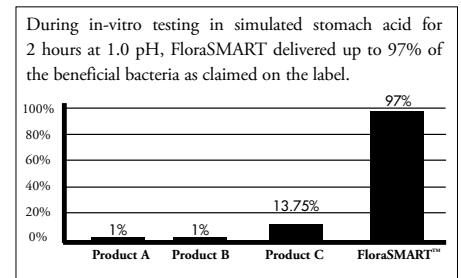 During in-vitro testing in simulated stomach acid for
2 hours at 1.0 pH, FloraSMART delivered up to 97% of
the beneficial bacteria as claimed on the label.
97%
100%
80%
60%
40%
13.75%
20%
1%
1%
0%
Product A Product B Product C FloraSMART™